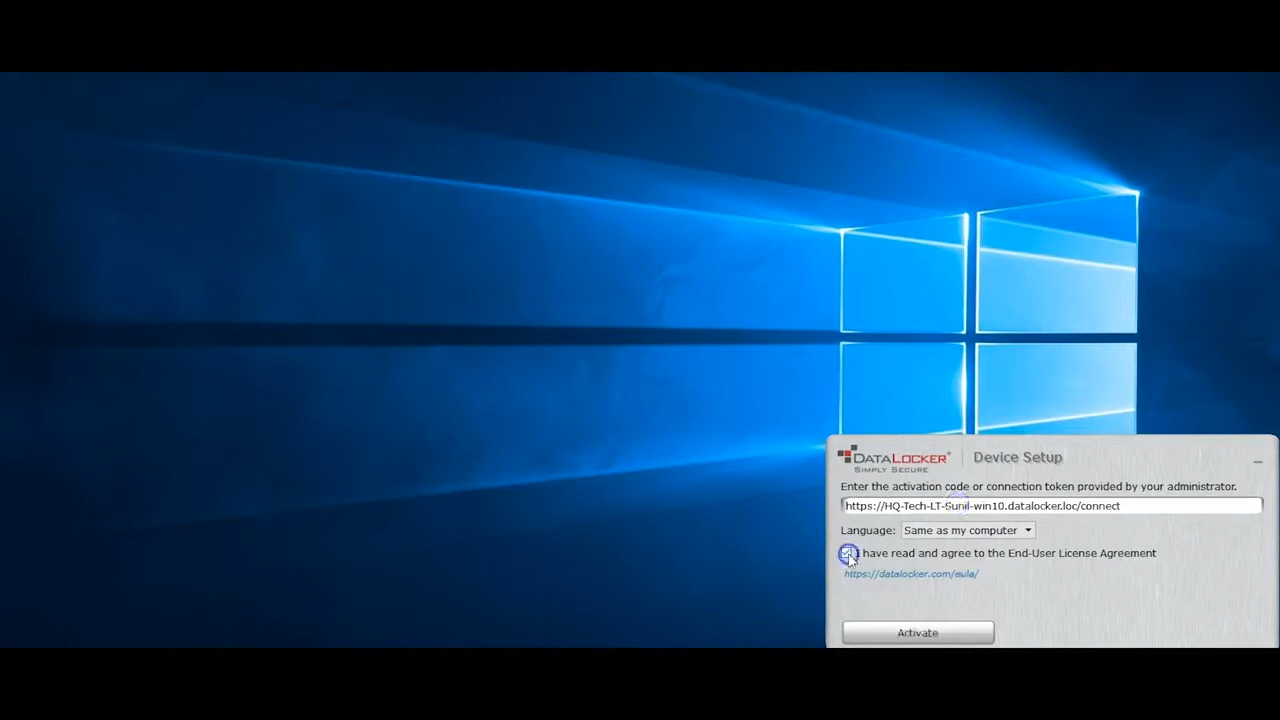 DATALOCKER
SIMPLY SECURE
Device Setup
Enter the activation code or connection token provided by your administrator.
https://HQ-Tech-LT-Sunil-win10.datalocker.loc/connect
Language: Same as my computer
I have read and agree to the End-User License Agreement
https://datalocker.com/eula/
Activate